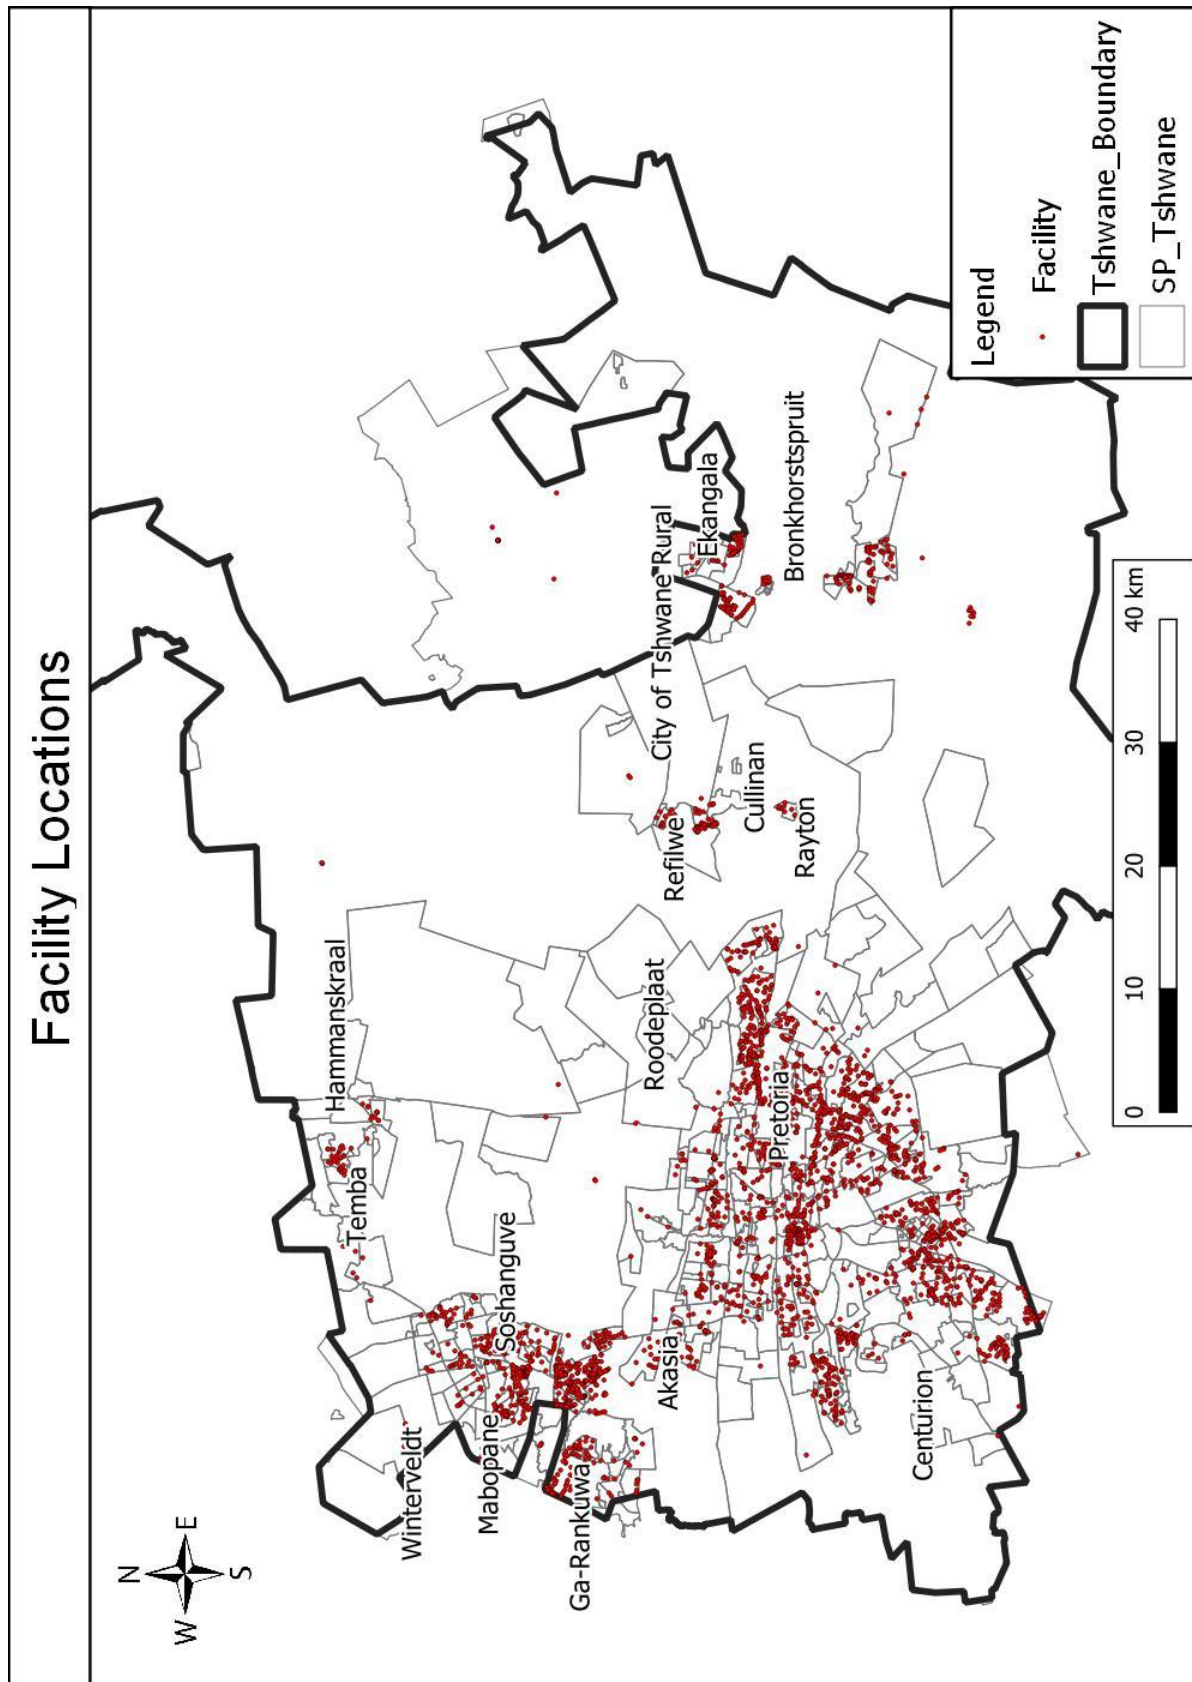 Facility Locations
N
W
E
S
Hammanskraal
Temba
Winterveldt
Soshanguve
Mabopane
Ga-Rankuwa
Akasia
Roodeplaat
Refilwe
City of Tshwane Rural
Ekangala
Cullinan
Rayton
Bronkhorstspruit
Pretoria
Centurion
0 10 20 30 40 km
Legend
Facility
Tshwane_Boundary
SP_Tshwane